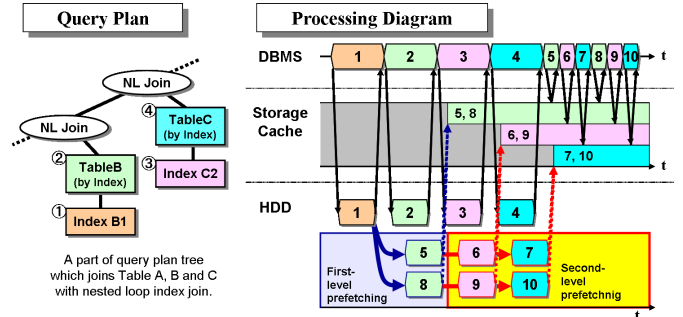 Query Plan
NL Join
④
TableC
(by Index)
NL Join
②
TableB
(by Index)
③
Index C2
①
Index B1
A part of query plan tree
which joins Table A, B and C
with nested loop index join.
Processing Diagram
DBMS
1
2
3
4
5
6
7
8
9
10
t
Storage
Cache
5, 8
6, 9
7, 10
t
HDD
1
2
3
4
5
6
7
8
9
10
First-
level
prefetching
Second-
level
prefetchnig
t